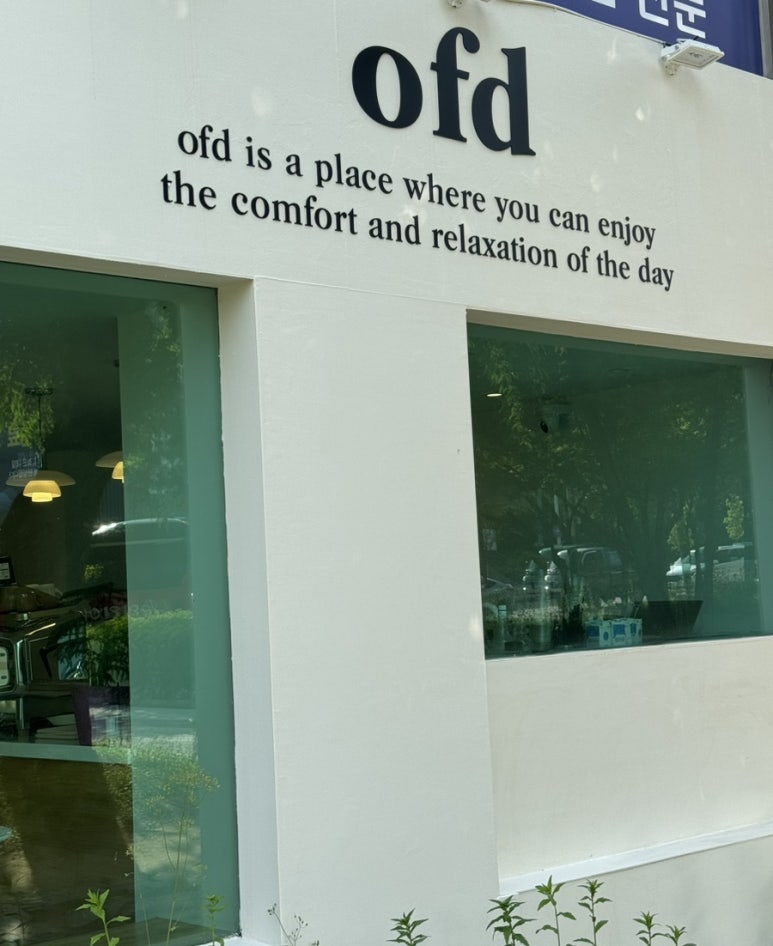 ofd
ofd is a place where you can enjoy
the comfort and relaxation of the day